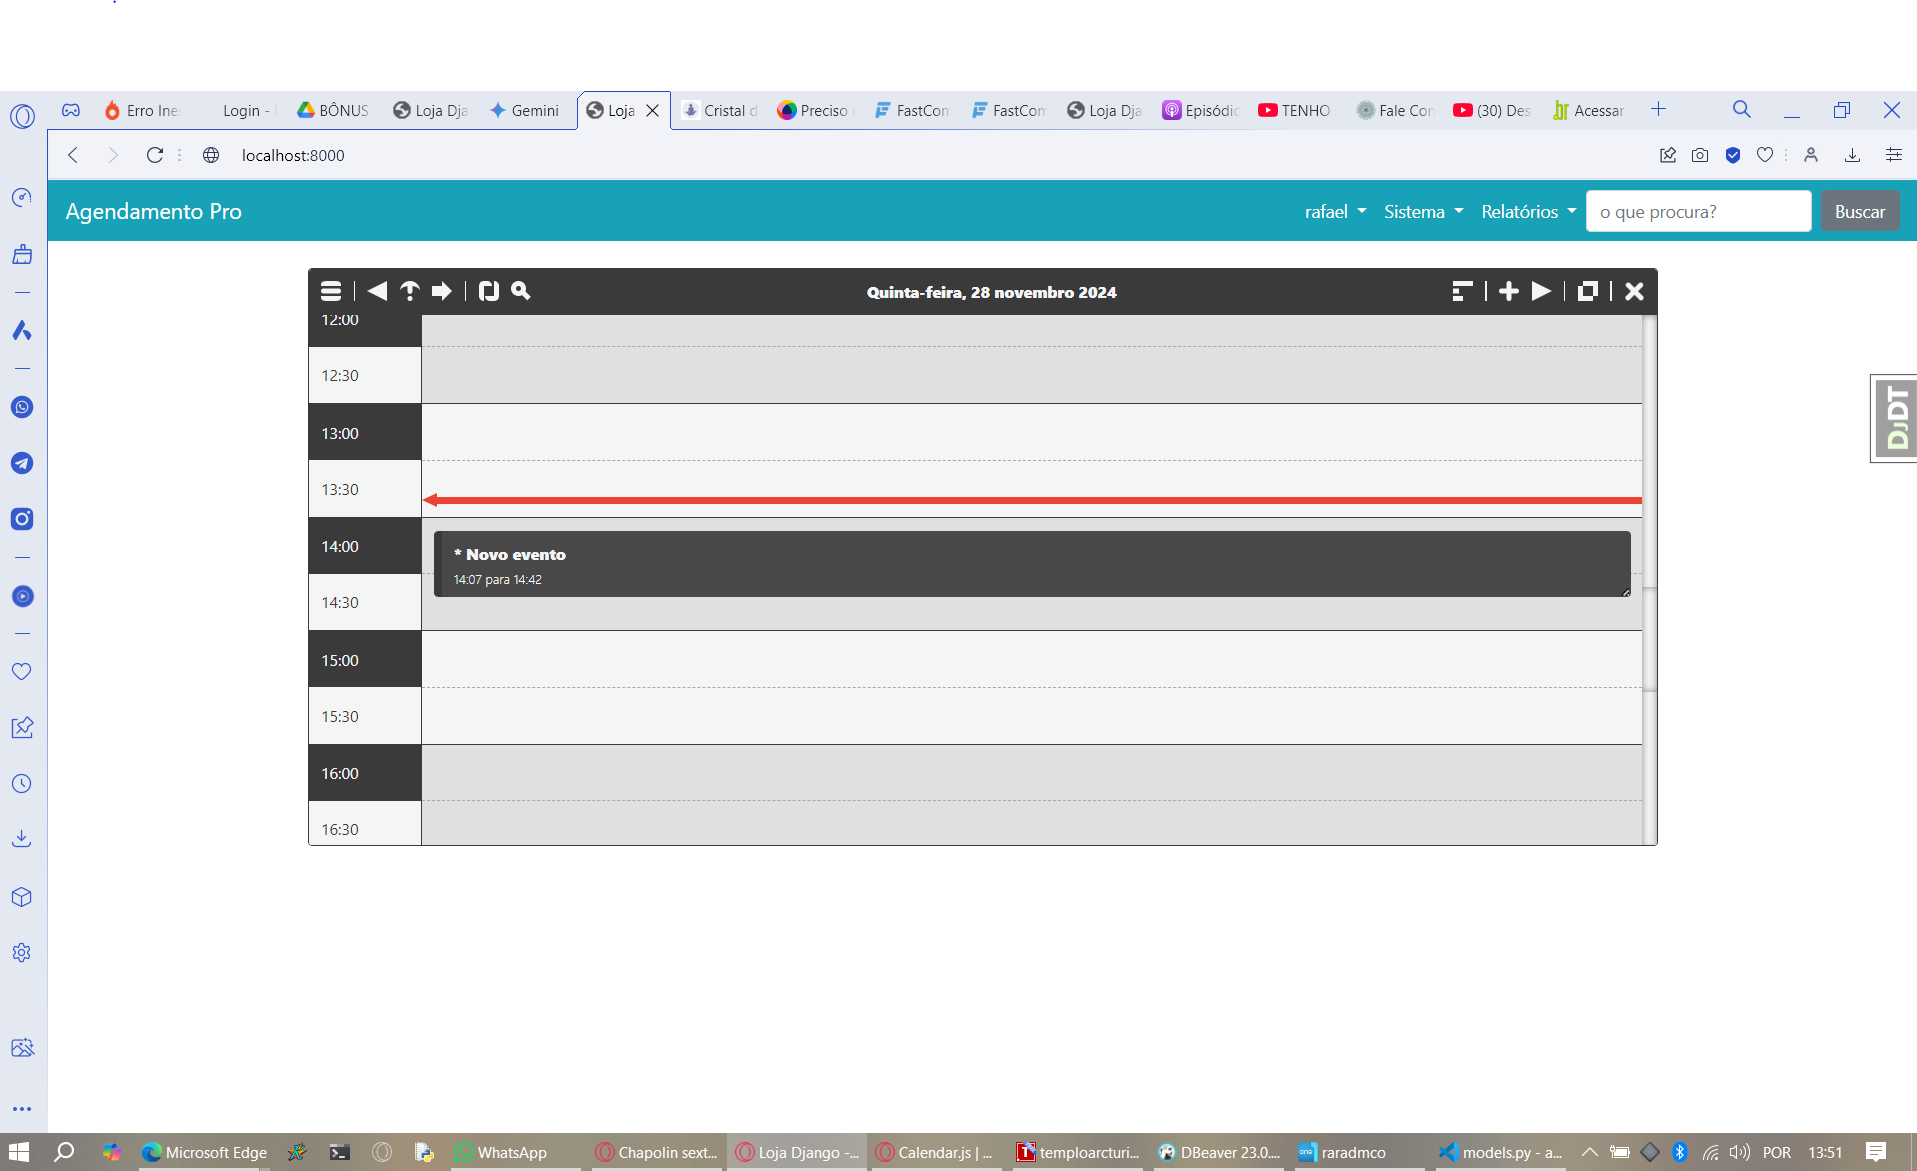 Erro Ine
Login -
BÔNUS
Loja Dja
Gemini
Loja
Cristal d
Preciso
FastCom
FastCom
Loja Dja
Episódic
TENHO
Fale Con
(30) Des
Acessar
localhost:8000
Agendamento Pro
rafael
Sistema
Relatórios
o que procura?
Buscar
Quinta-feira, 28 novembro 2024
12:00
12:30
13:00
13:30
14:00
* Novo evento
14:07 para 14:42
14:30
15:00
15:30
16:00
16:30
DJDT
Microsoft Edge
WhatsApp
Chapolin sext...
Loja Django -...
Calendar.js | ...
temploarcturi...
DBeaver 23.0....
raradmco
models.py - a...
POR
13:51